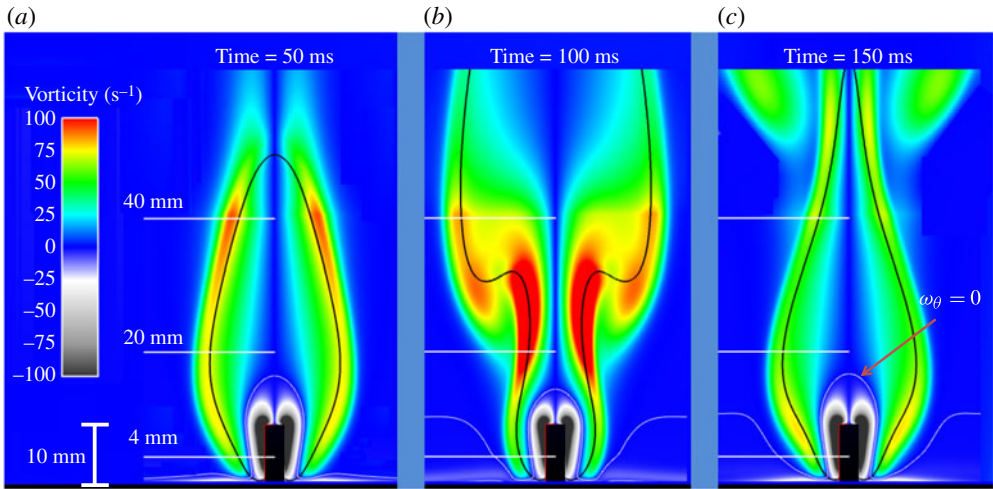 (a)
(b)
(c)
Time = 50 ms
Time = 100 ms
Time = 150 ms
Vorticity (s–1)
100
75
50
25
0
–25
–50
–75
–100
40 mm
20 mm
4 mm
10 mm
ωθ = 0